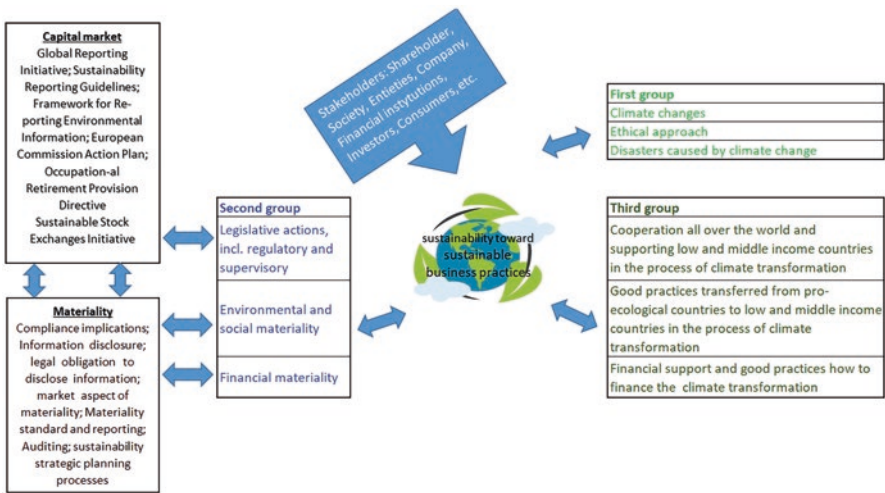 Capital market
Global Reporting
Initiative; Sustainability
Reporting Guidelines;
Framework for Re-
porting Environmental
Information; European
Commission Action Plan;
Occupation-al
Retirement Provision
Directive
Sustainable Stock
Exchanges Initiative
Materiality
Compliance implications;
Information disclosure;
legal obligation to
disclose information;
market aspect of
materiality; Materiality
standard and reporting;
Auditing; sustainability
strategic planning
processes
Second group
Legislative actions,
incl. regulatory and
supervisory
Environmental and
social materiality
Financial materiality
Stakeholders: Shareholder,
Society, Entieties, Company,
Financial instytutions,
Investors, Consumers, etc.
sustainability toward
sustainable
business practices
First group
Climate changes
Ethical approach
Disasters caused by climate change
Third group
Cooperation all over the world and
supporting low and middle income countries
in the process of climate transformation
Good practices transferred from pro-
ecological countries to low and middle income
countries in the process of climate
transformation
Financial support and good practices how to
finance the climate transformation